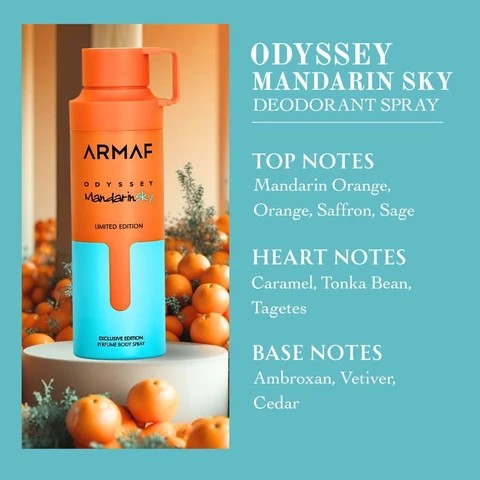 ARMAF
ODYSSEY
Mandarin Sky
LIMITED EDITION
EXCLUSIVE EDITION
PERFUME BODY SPRAY
ODYSSEY
MANDARIN SKY
DEODORANT SPRAY
TOP NOTES
Mandarin Orange,
Orange, Saffron, Sage
HEART NOTES
Caramel, Tonka Bean,
Tagetes
BASE NOTES
Ambroxan, Vetiver,
Cedar